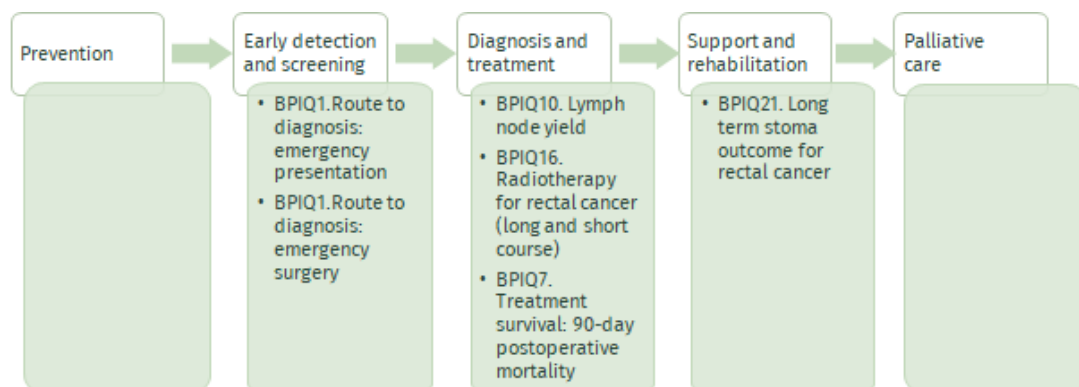 Prevention
Early detection
and screening
• BPIQ1.Route to
diagnosis:
emergency
presentation
• BPIQ1.Route to
diagnosis:
emergency
surgery
Diagnosis and
treatment
• BPIQ10. Lymph
node yield
• BPIQ16.
Radiotherapy
for rectal cancer
(long and short
course)
• BPIQ7.
Treatment
survival: 90-day
postoperative
mortality
Support and
rehabilitation
• BPIQ21. Long
term stoma
outcome for
rectal cancer
Palliative
care